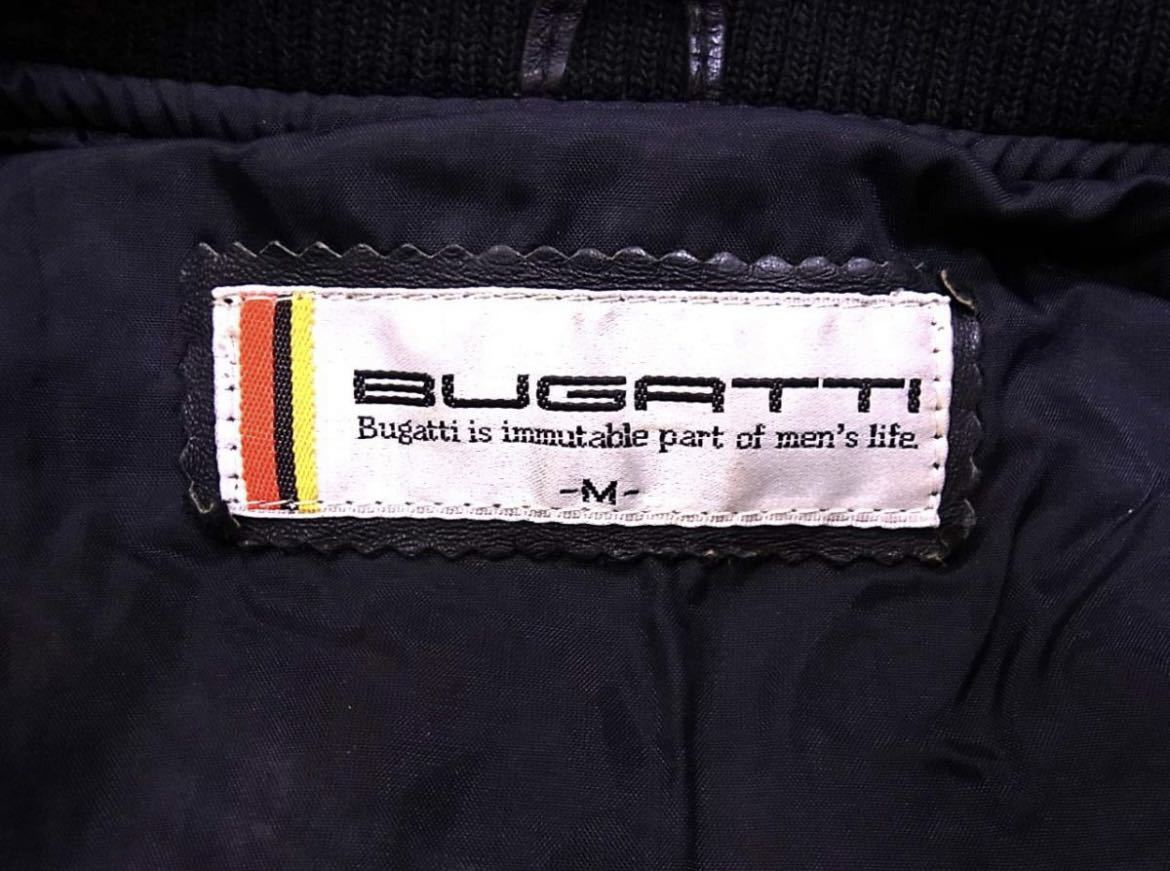 BUGATTI
Bugatti is immutable part of men's life.
-M-